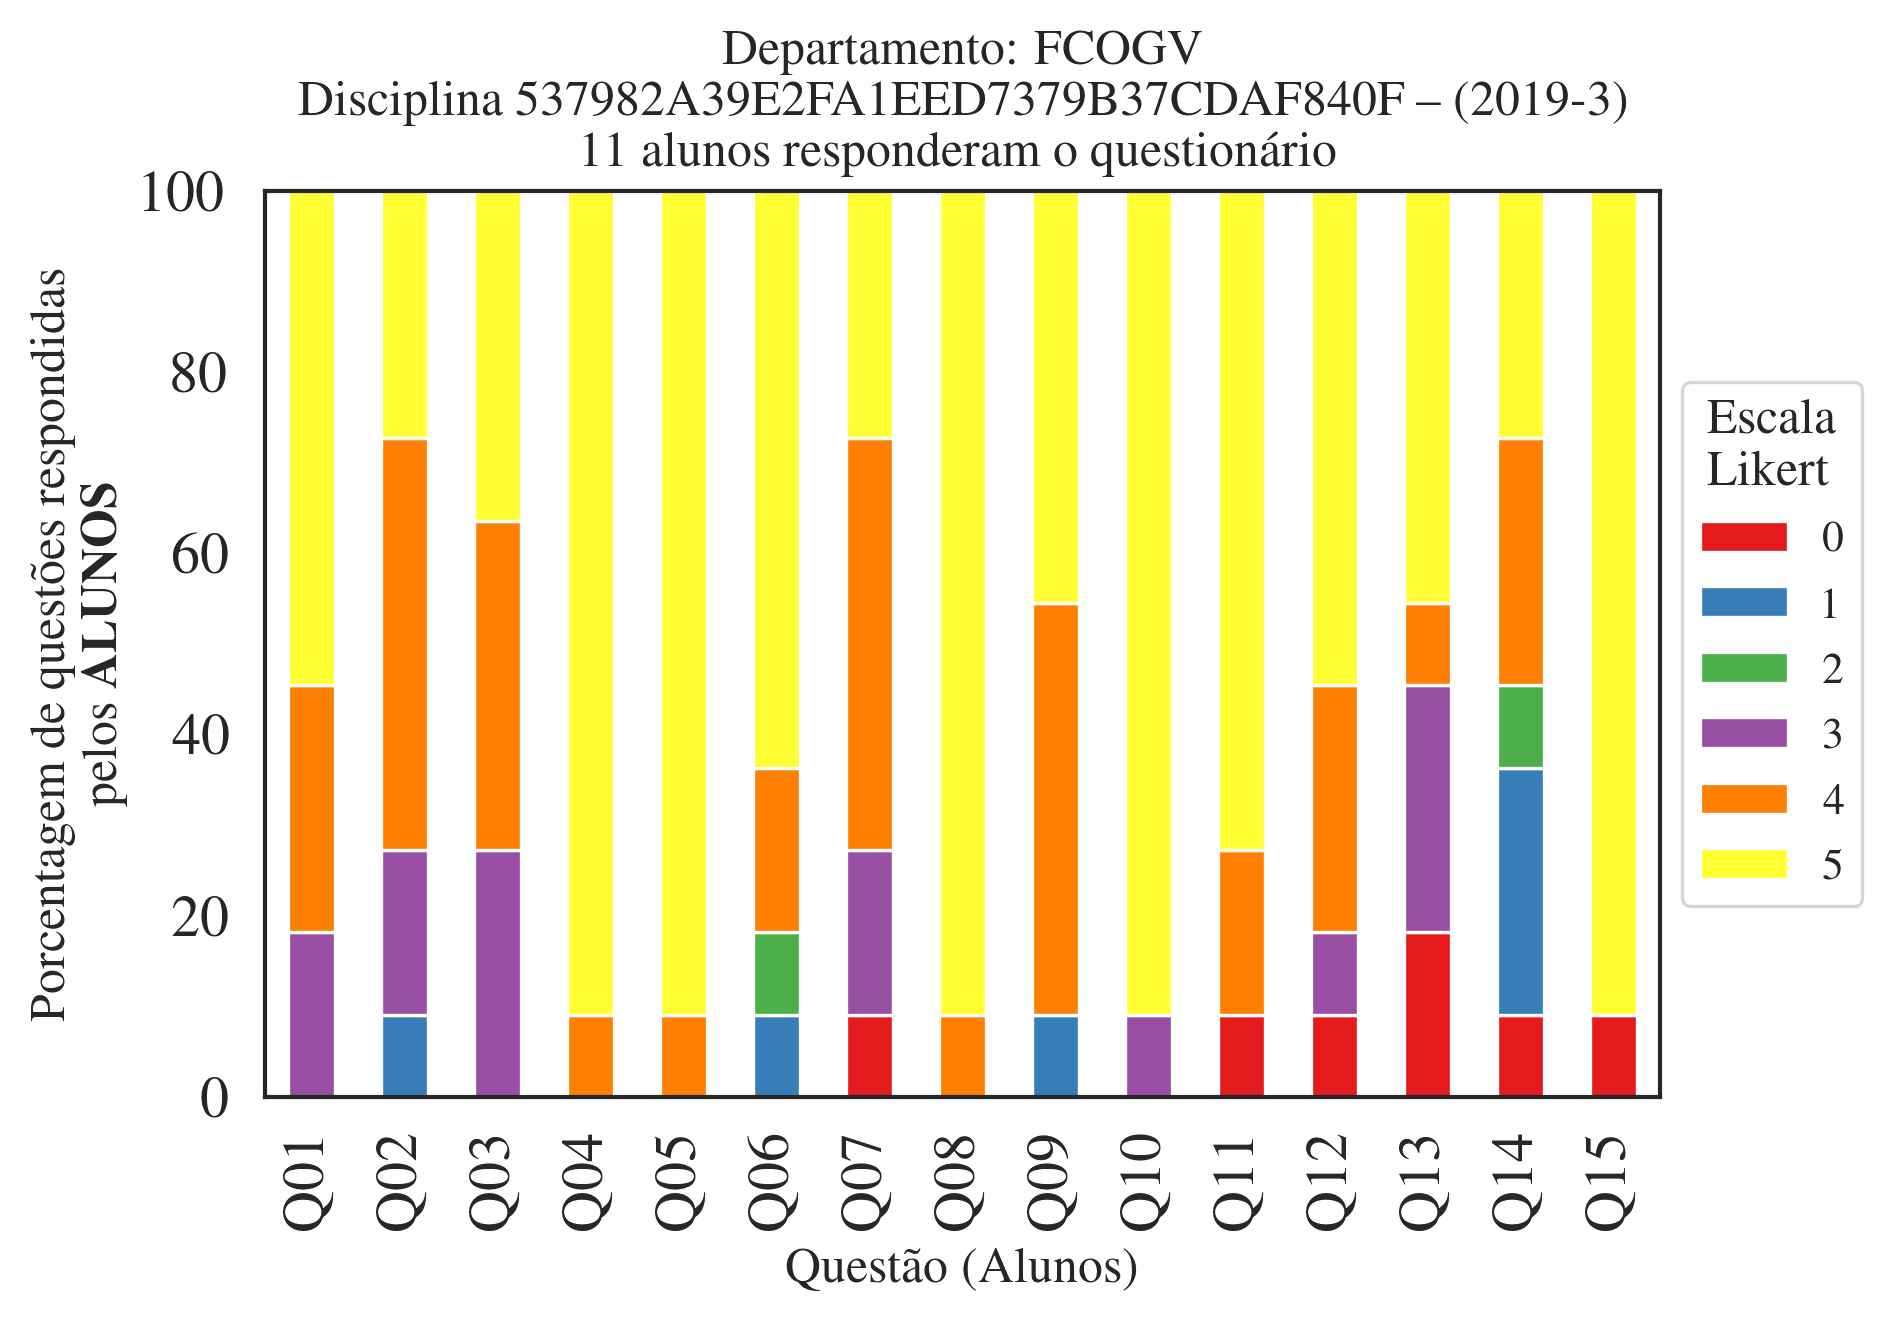 Departamento: FCOGV
Disciplina 537982A39E2FA1EED7379B37CDAF840F – (2019-3)
11 alunos responderam o questionário
Porcentagem de questões respondidas
pelos ALUNOS
100
80
60
40
20
0
Q01
Q02
Q03
Q04
Q05
Q06
Q07
Q08
Q09
Q10
Q11
Q12
Q13
Q14
Q15
Questão (Alunos)
Escala
Likert
0
1
2
3
4
5